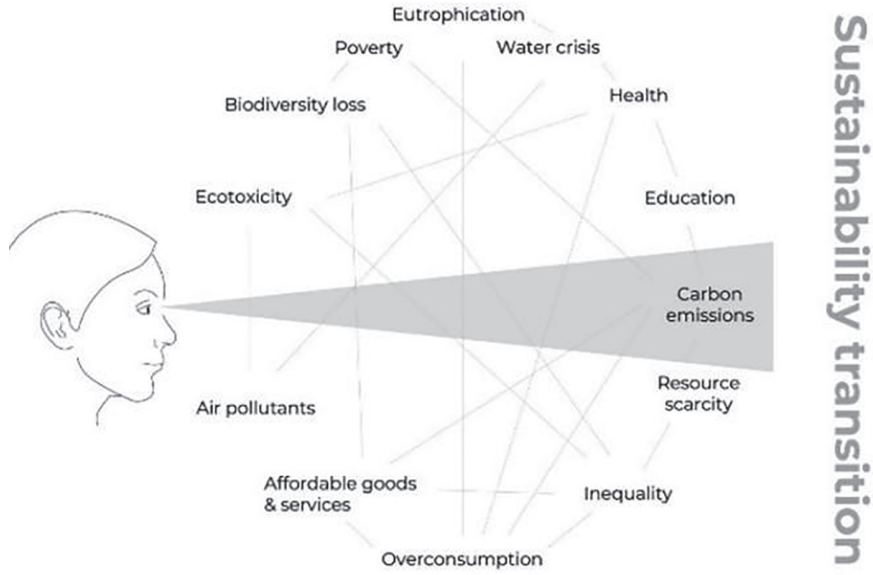 Eutrophication
Poverty
Water crisis
Biodiversity loss
Health
Ecotoxicity
Education
Carbon
emissions
Resource
scarcity
Air pollutants
Affordable goods
& services
Inequality
Overconsumption
Sustainability transition